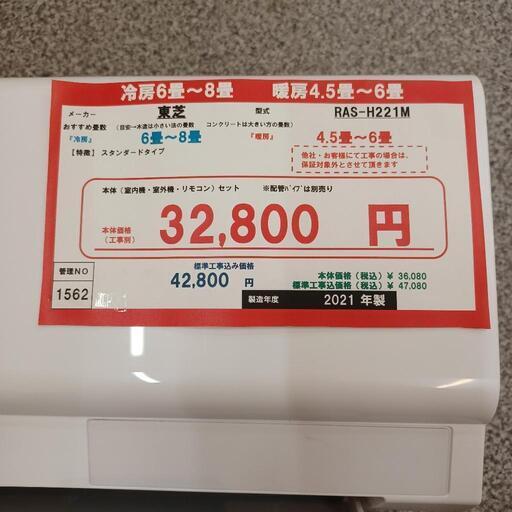 冷房6畳～8畳 暖房4.5畳～6畳
メーカー 東芝 型式 RAS-H221M
おすすめ畳数 (目安→木造は小さい法の畳数 コンクリートは大きい方の畳数)
『冷房』 6畳～8畳 『暖房』 4.5畳～6畳
【特徴】 スタンダードタイプ
他社・お客様にて工事の場合は、
保証対象外とさせて頂きます
本体（室内機・室外機・リモコン）セット ※配管ﾊﾟｲﾌﾟは別売り
本体価格
(工事別)
32,800 円
管理NO
1562
標準工事込み価格
42,800 円
本体価格（税込）￥ 36,080
標準工事込価格（税込）￥ 47,080
製造年度 2021 年製